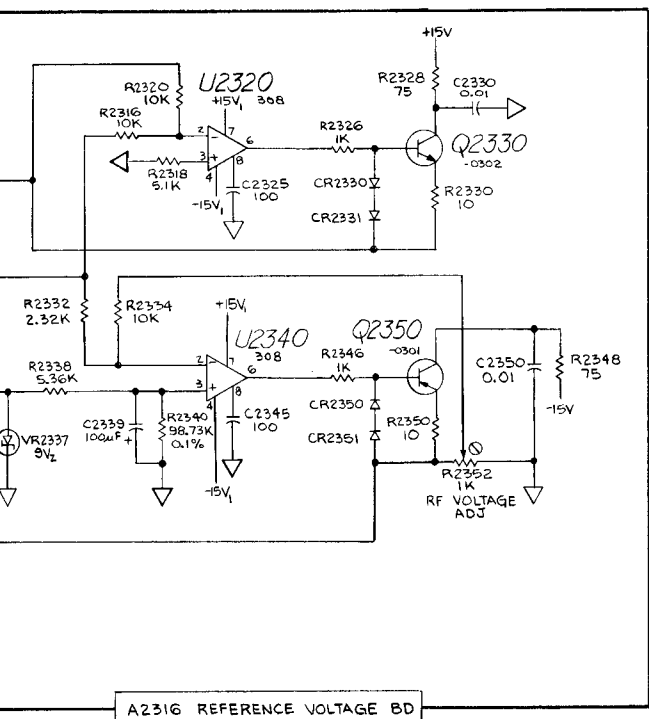 +15V
R2320
10K
U2320
308
+15V1
R2328
75
C2330
0.01
R2316
10K
2
7
6
3
8
4
R2326
1K
Q2330
-0302
R2318
5.1K
C2325
100
-15V1
CR2330
CR2331
R2330
10
R2332
2.32K
R2334
10K
+15V1
U2340
308
Q2350
-0301
2
7
6
3
8
4
R2338
5.36K
R2346
1K
C2350
0.01
R2348
75
-15V
C2339
100µF
+
R2340
98.73K
0.1%
C2345
100
CR2350
CR2351
R2350
10
VR2337
9VZ
-15V1
R2352
1K
RF VOLTAGE
ADJ
A2316 REFERENCE VOLTAGE BD